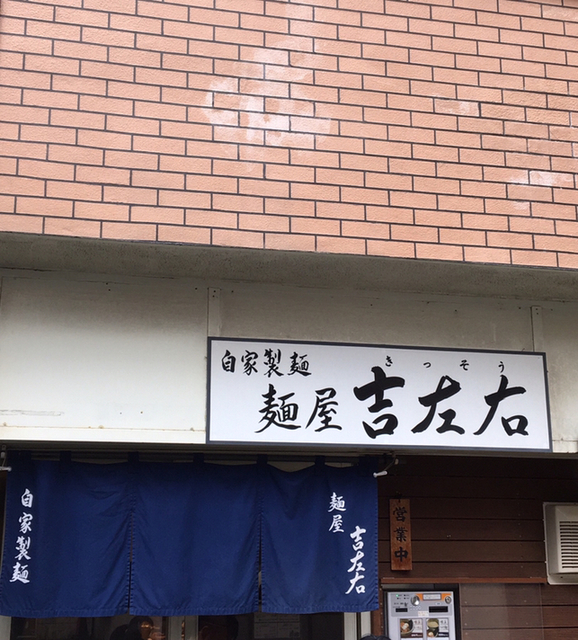 自家製麺
きっそう
麺屋 吉左右
自家製麺
麺屋
吉左右
営業中